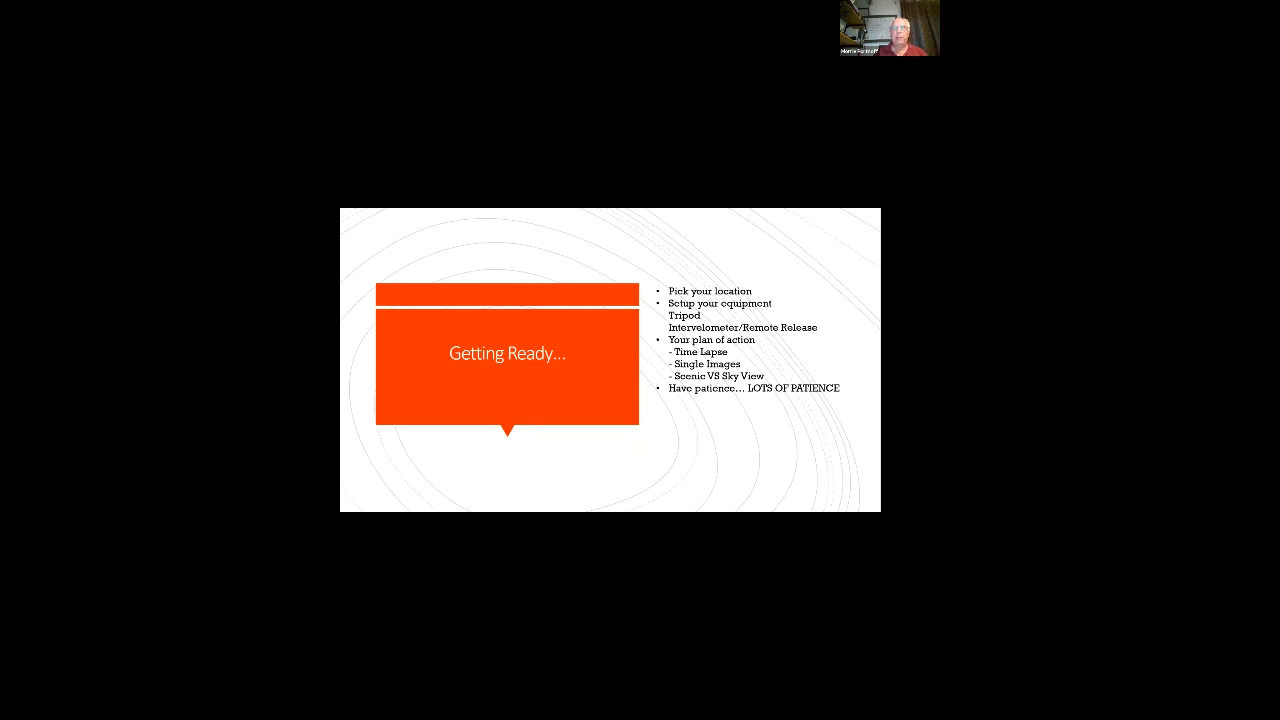 Getting Ready...
• Pick your location
• Setup your equipment
Tripod
Intervelometer/Remote Release
• Your plan of action
- Time Lapse
- Single Images
- Scenic VS Sky View
• Have patience... LOTS OF PATIENCE